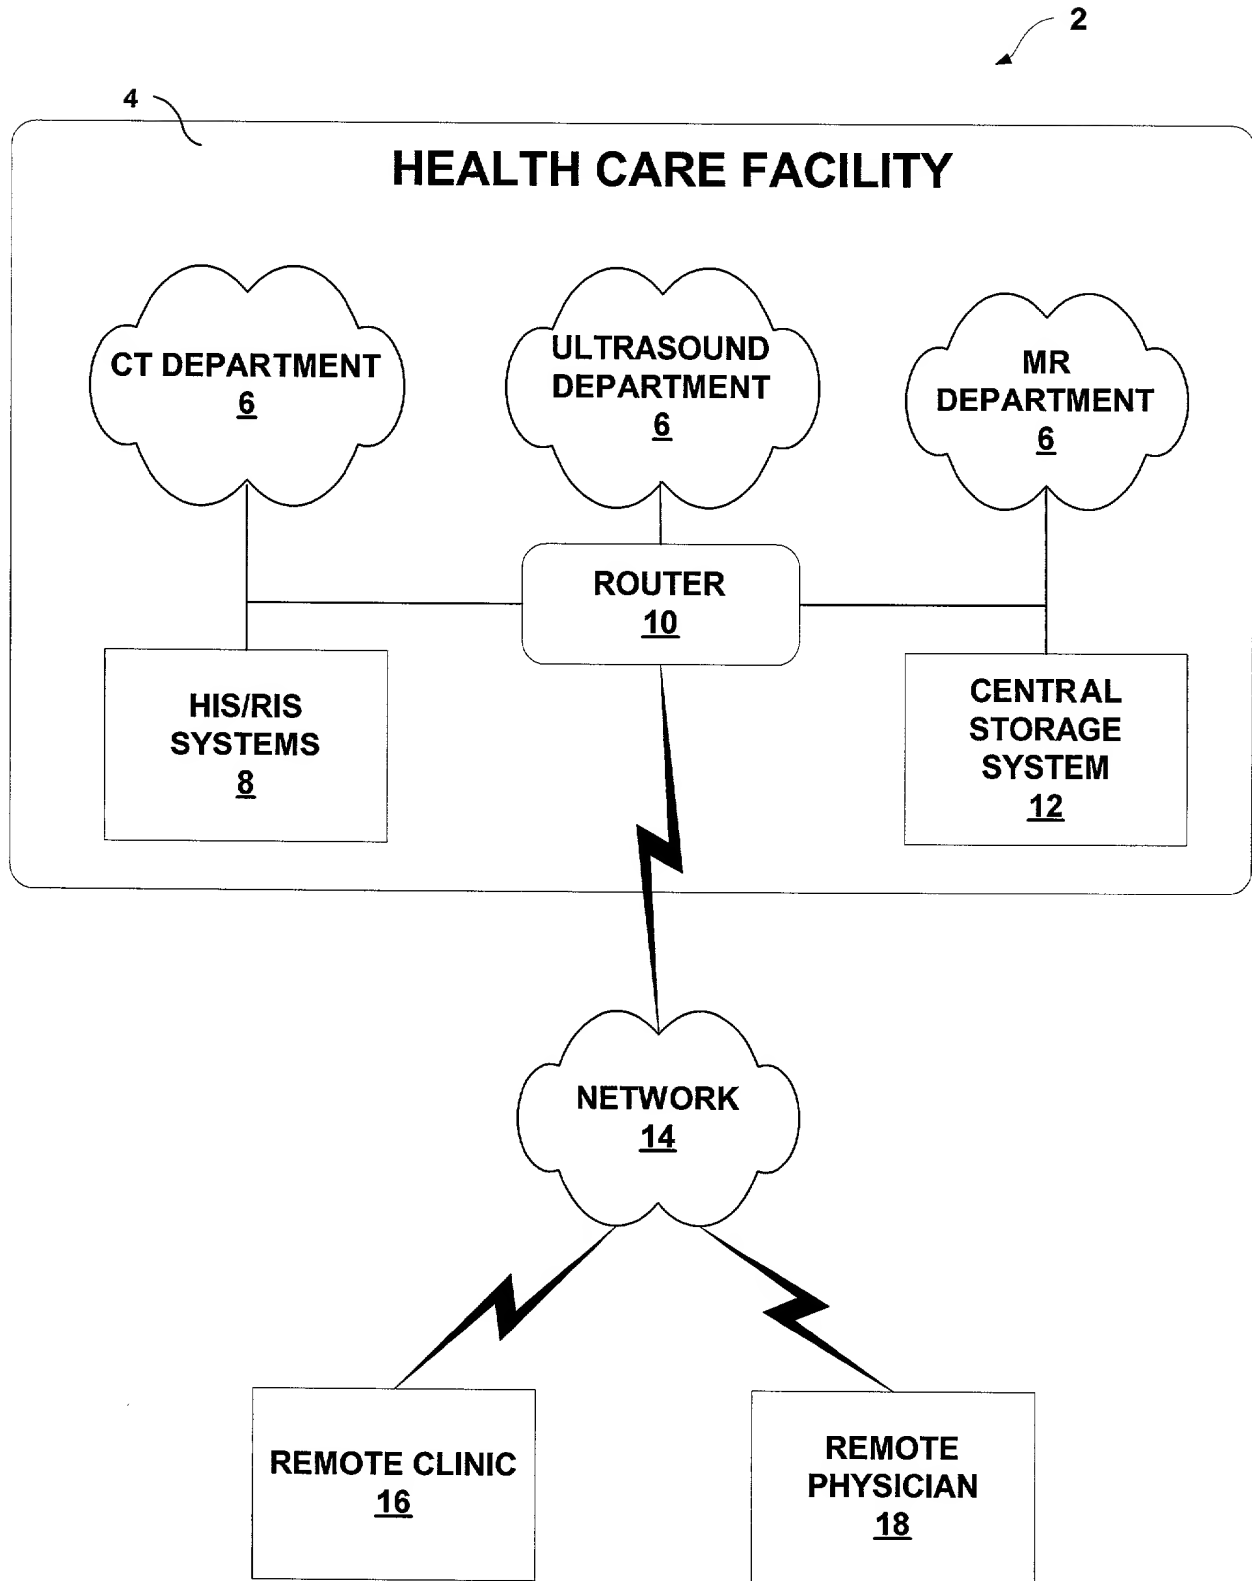 2
4
HEALTH CARE FACILITY
CT DEPARTMENT
6
ULTRASOUND
DEPARTMENT
6
MR
DEPARTMENT
6
ROUTER
10
HIS/RIS
SYSTEMS
8
CENTRAL
STORAGE
SYSTEM
12
NETWORK
14
REMOTE CLINIC
16
REMOTE
PHYSICIAN
18